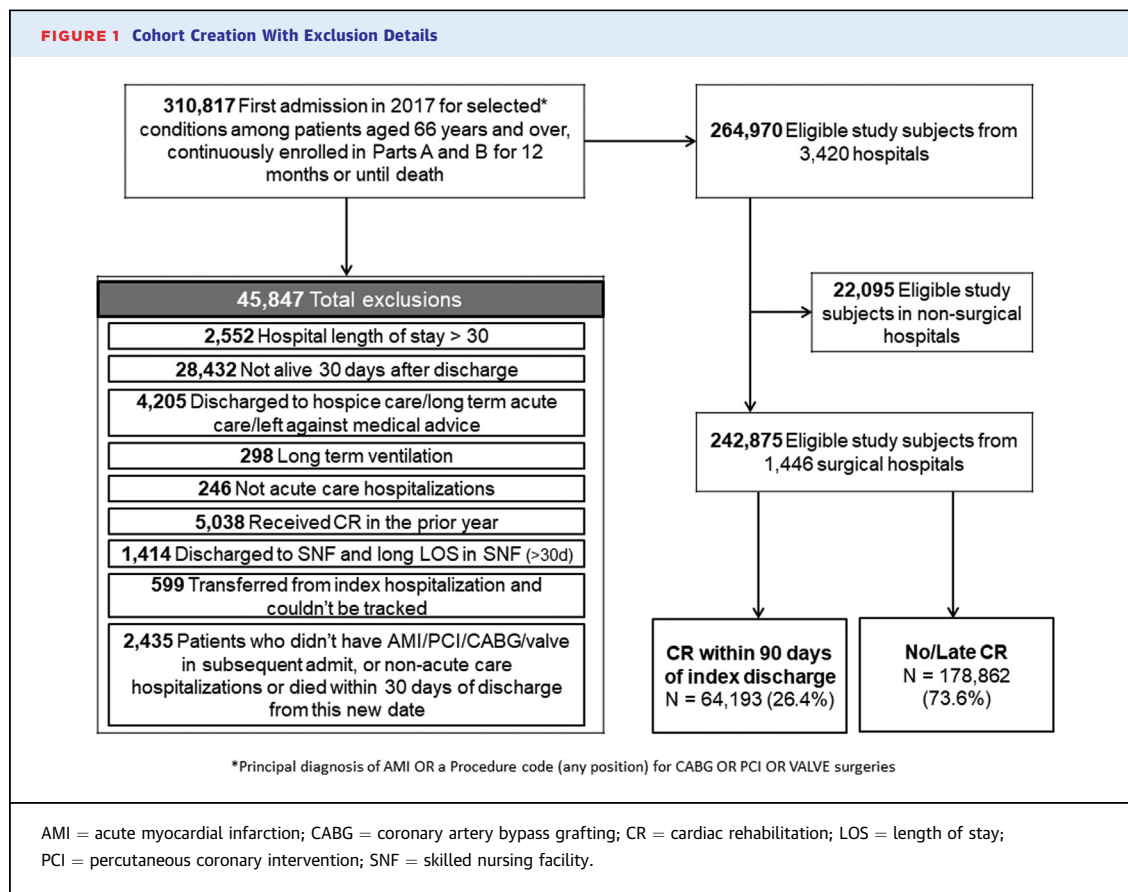 FIGURE 1 Cohort Creation With Exclusion Details
310,817 First admission in 2017 for selected*
conditions among patients aged 66 years and over,
continuously enrolled in Parts A and B for 12
months or until death
264,970 Eligible study subjects from
3,420 hospitals
45,847 Total exclusions
2,552 Hospital length of stay > 30
28,432 Not alive 30 days after discharge
4,205 Discharged to hospice care/long term acute
care/left against medical advice
298 Long term ventilation
246 Not acute care hospitalizations
5,038 Received CR in the prior year
1,414 Discharged to SNF and long LOS in SNF (>30d)
599 Transferred from index hospitalization and
couldn't be tracked
2,435 Patients who didn't have AMI/PCI/CABG/valve
in subsequent admit, or non-acute care
hospitalizations or died within 30 days of discharge
from this new date
22,095 Eligible study
subjects in non-surgical
hospitals
242,875 Eligible study subjects from
1,446 surgical hospitals
CR within 90 days
of index discharge
N = 64,193 (26.4%)
No/Late CR
N = 178,862
(73.6%)
*Principal diagnosis of AMI OR a Procedure code (any position) for CABG OR PCI OR VALVE surgeries
AMI = acute myocardial infarction; CABG = coronary artery bypass grafting; CR = cardiac rehabilitation; LOS = length of stay;
PCI = percutaneous coronary intervention; SNF = skilled nursing facility.